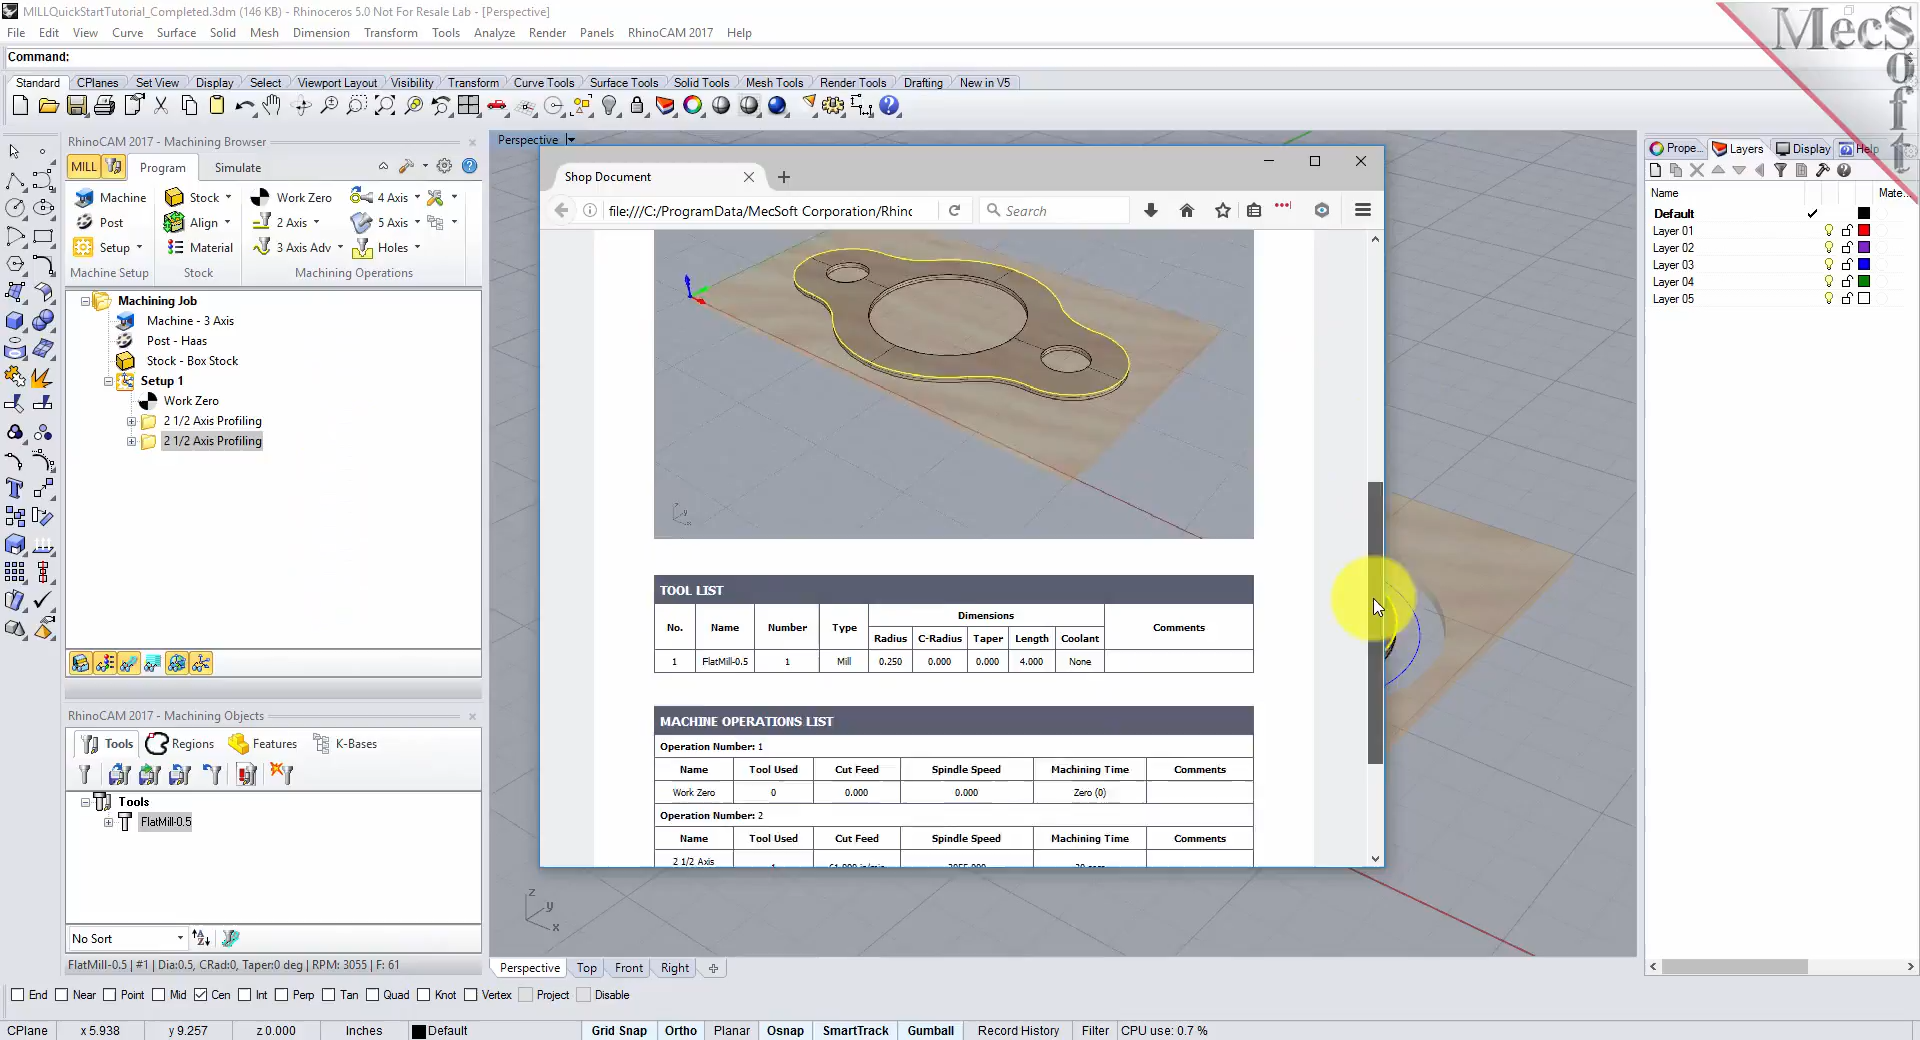 MILLQuickStartTutorial_Completed.3dm (146 KB) - Rhinoceros 5.0 Not For Resale Lab - [Perspective]
File Edit View Curve Surface Solid Mesh Dimension Transform Tools Analyze Render Panels RhinoCAM 2017 Help
MecSoft
Command:
Standard CPlanes Set View Display Select Viewport Layout Visibility Transform Curve Tools Surface Tools Solid Tools Mesh Tools Render Tools Drafting New in V5
RhinoCAM 2017 - Machining Browser
MILL Program Simulate
Machine Stock Work Zero 4 Axis
Post Align 2 Axis 5 Axis
Setup Material 3 Axis Adv Holes
Machine Setup Stock Machining Operations
Machining Job
Machine - 3 Axis
Post - Haas
Stock - Box Stock
Setup 1
Work Zero
2 1/2 Axis Profiling
2 1/2 Axis Profiling
RhinoCAM 2017 - Machining Objects
Tools Regions Features K-Bases
Tools
FlatMill-0.5
No Sort
FlatMill-0.5 | #1 | Dia:0.5, CRad:0, Taper:0 deg | RPM: 3055 | F: 61
Perspective
Shop Document
file:///C:/ProgramData/MecSoft Corporation/Rhinc
Search
TOOL LIST
No. Name Number Type Dimensions Comments
Radius C-Radius Taper Length Coolant
1 FlatMill-0.5 1 Mill 0.250 0.000 0.000 4.000 None
MACHINE OPERATIONS LIST
Operation Number: 1
Name Tool Used Cut Feed Spindle Speed Machining Time Comments
Work Zero 0 0.000 0.000 Zero (0)
Operation Number: 2
Name Tool Used Cut Feed Spindle Speed Machining Time Comments
2 1/2 Axis
z
y
x
Perspective Top Front Right
Prope... Layers Display Help
Name Mate...
Default
Layer 01
Layer 02
Layer 03
Layer 04
Layer 05
End Near Point Mid Cen Int Perp Tan Quad Knot Vertex Project Disable
CPlane x 5.938 y 9.257 z 0.000 Inches Default Grid Snap Ortho Planar Osnap SmartTrack Gumball Record History Filter CPU use: 0.7 %